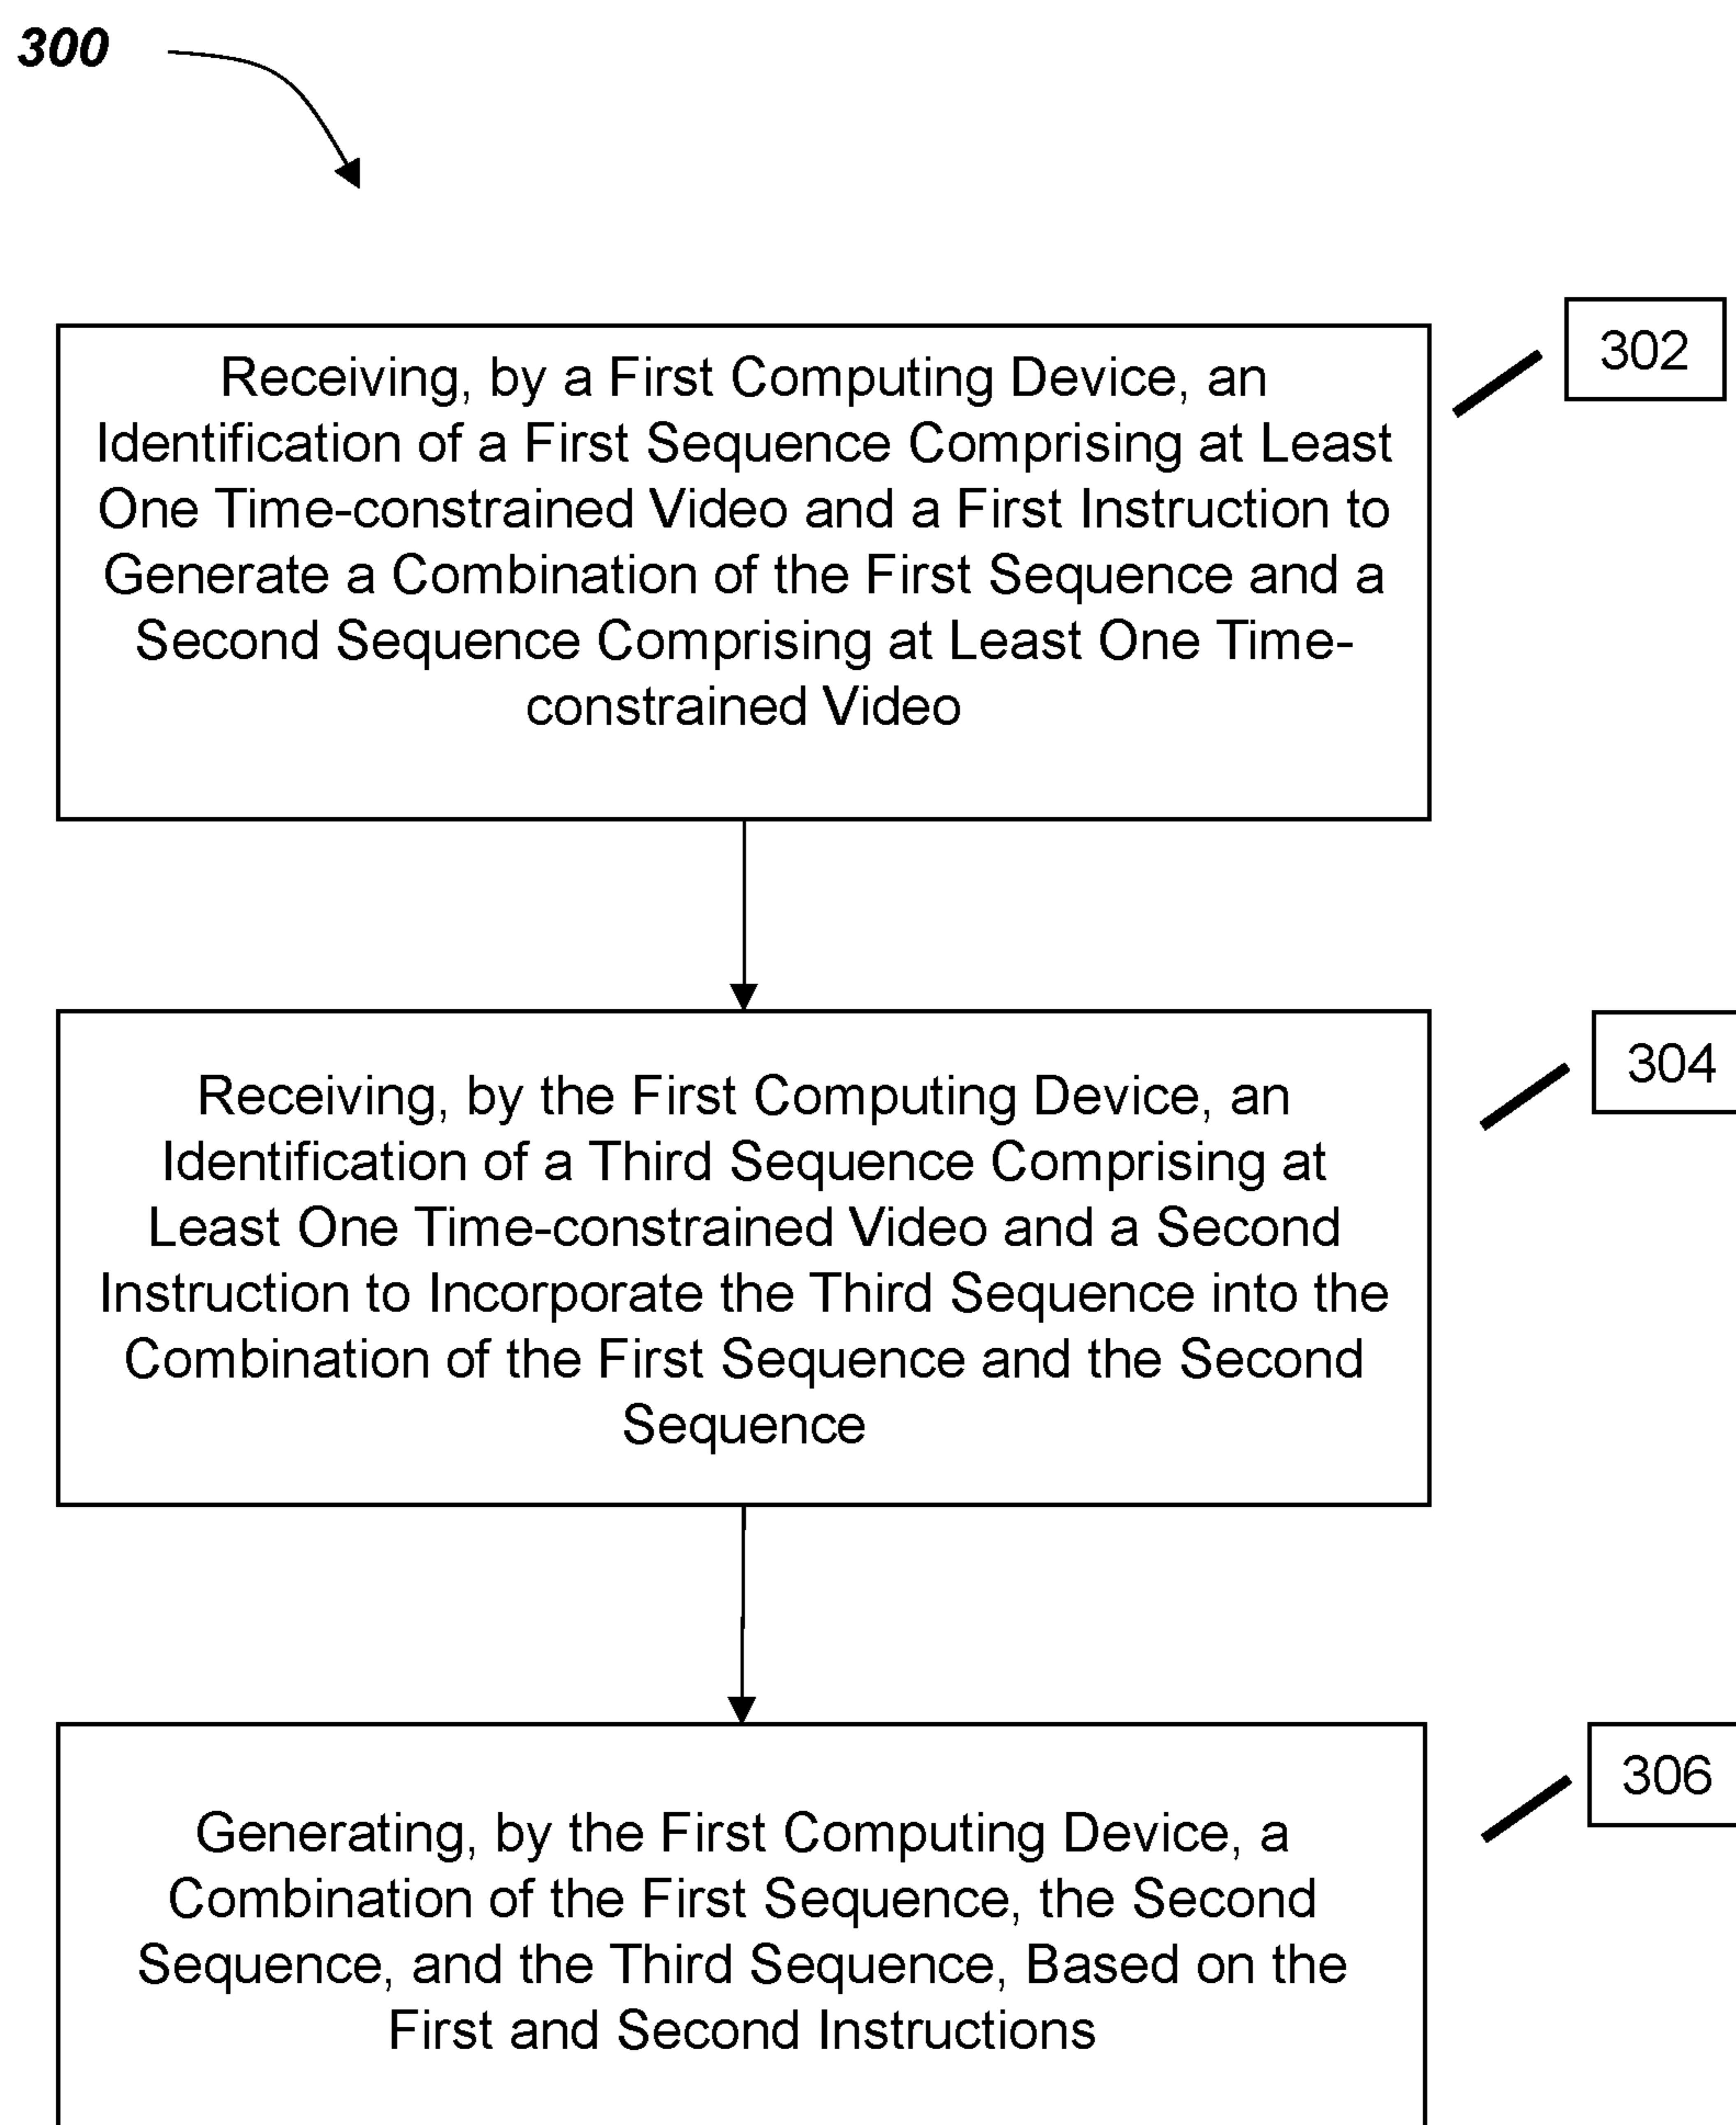 300
302
Receiving, by a First Computing Device, an
Identification of a First Sequence Comprising at Least
One Time-constrained Video and a First Instruction to
Generate a Combination of the First Sequence and a
Second Sequence Comprising at Least One Time-
constrained Video
304
Receiving, by the First Computing Device, an
Identification of a Third Sequence Comprising at
Least One Time-constrained Video and a Second
Instruction to Incorporate the Third Sequence into the
Combination of the First Sequence and the Second
Sequence
306
Generating, by the First Computing Device, a
Combination of the First Sequence, the Second
Sequence, and the Third Sequence, Based on the
First and Second Instructions